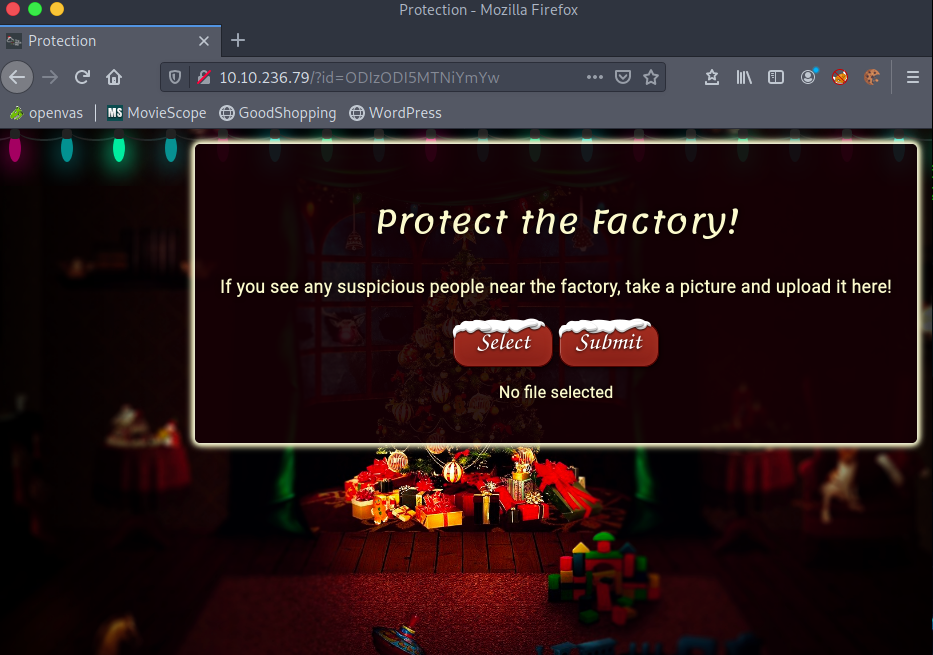 Protection - Mozilla Firefox
Protection
10.10.236.79/?id=ODIzODI5MTNiYmYw
openvas MS MovieScope GoodShopping WordPress
Protect the Factory!
If you see any suspicious people near the factory, take a picture and upload it here!
Select Submit
No file selected